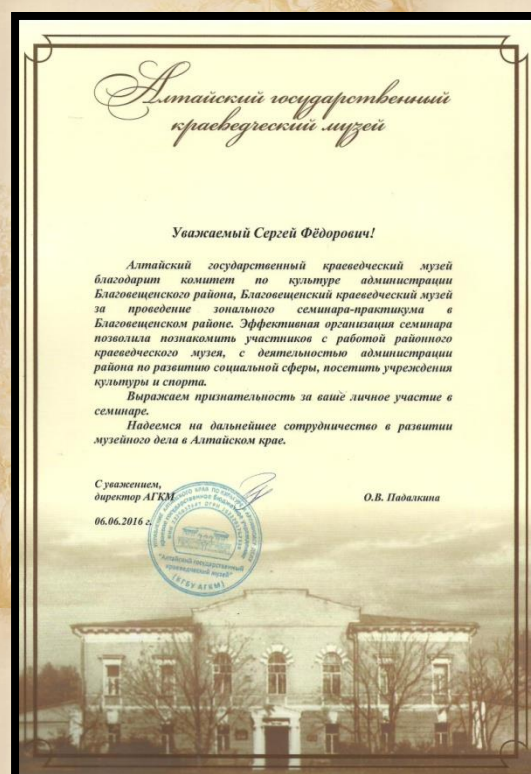 Алтайский государственный
краеведческий музей
Уважаемый Сергей Фёдорович!
Алтайский государственный краеведческий музей
благодарит комитет по культуре администрации
Благовещенского района, Благовещенский краеведческий музей
за проведение зонального семинара-практикума в
Благовещенском районе. Эффективная организация семинара
позволила познакомить участников с работой районного
краеведческого музея, с деятельностью администрации
района по развитию социальной сферы, посетить учреждения
культуры и спорта.
Выражаем признательность за ваше личное участие в
семинаре.
Надеемся на дальнейшее сотрудничество в развитии
музейного дела в Алтайском крае.
С уважением,
директор АГКМ
О.В. Падалкина
06.06.2016 г.
"Алтайский государственный
краеведческий музей"
(КГБУ АГКМ)